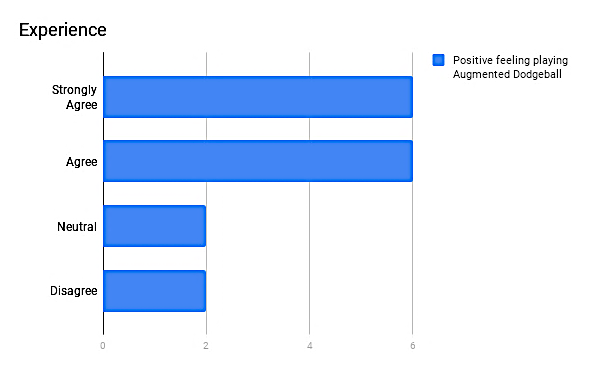 Experience
Positive feeling playing
Augmented Dodgeball
Strongly
Agree
Agree
Neutral
Disagree
0 2 4 6